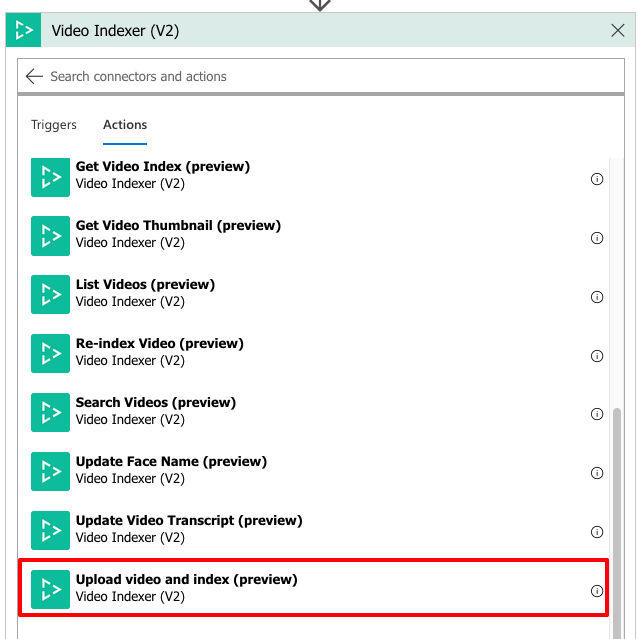 Video Indexer (V2)
Search connectors and actions
Triggers
Actions
Get Video Index (preview)
Video Indexer (V2)
Get Video Thumbnail (preview)
Video Indexer (V2)
List Videos (preview)
Video Indexer (V2)
Re-index Video (preview)
Video Indexer (V2)
Search Videos (preview)
Video Indexer (V2)
Update Face Name (preview)
Video Indexer (V2)
Update Video Transcript (preview)
Video Indexer (V2)
Upload video and index (preview)
Video Indexer (V2)